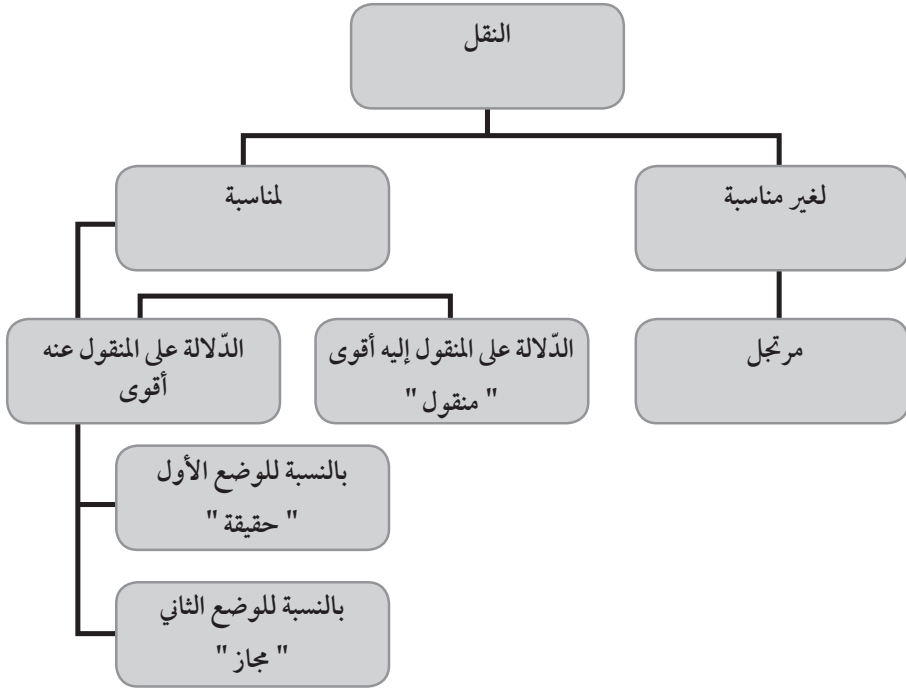 النقل
لغير مناسبة
لمناسبة
مرتجل
الدّلالة على المنقول إليه أقوى
" منقول "
الدّلالة على المنقول عنه
أقوى
بالنسبة للوضع الأول
" حقيقة "
بالنسبة للوضع الثاني
" مجاز "